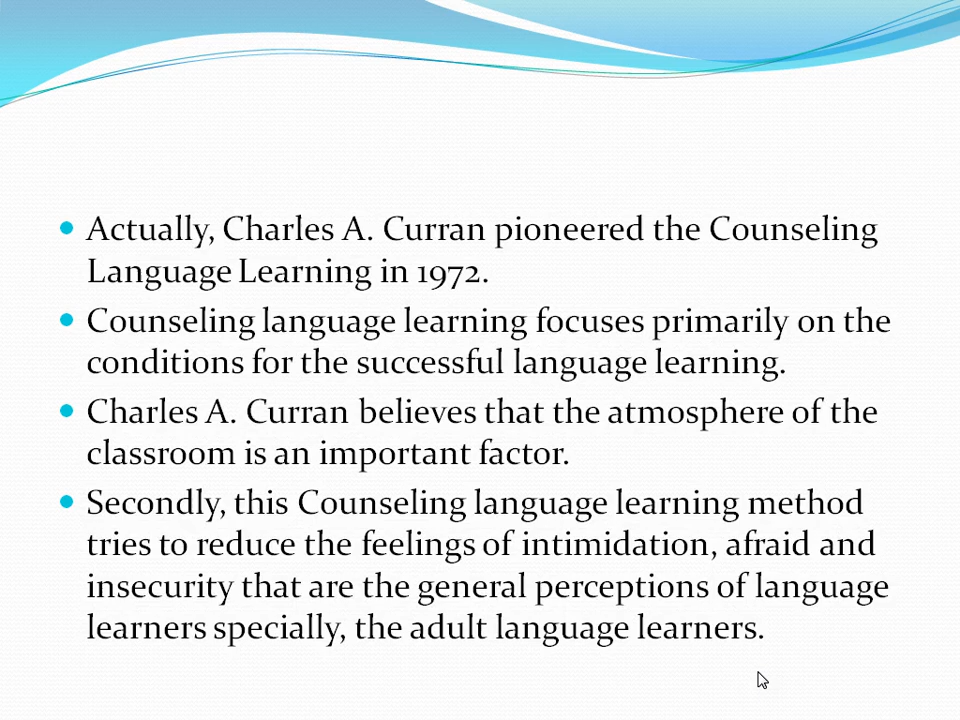 Actually, Charles A. Curran pioneered the Counseling
Language Learning in 1972.
Counseling language learning focuses primarily on the
conditions for the successful language learning.
Charles A. Curran believes that the atmosphere of the
classroom is an important factor.
Secondly, this Counseling language learning method
tries to reduce the feelings of intimidation, afraid and
insecurity that are the general perceptions of language
learners specially, the adult language learners.